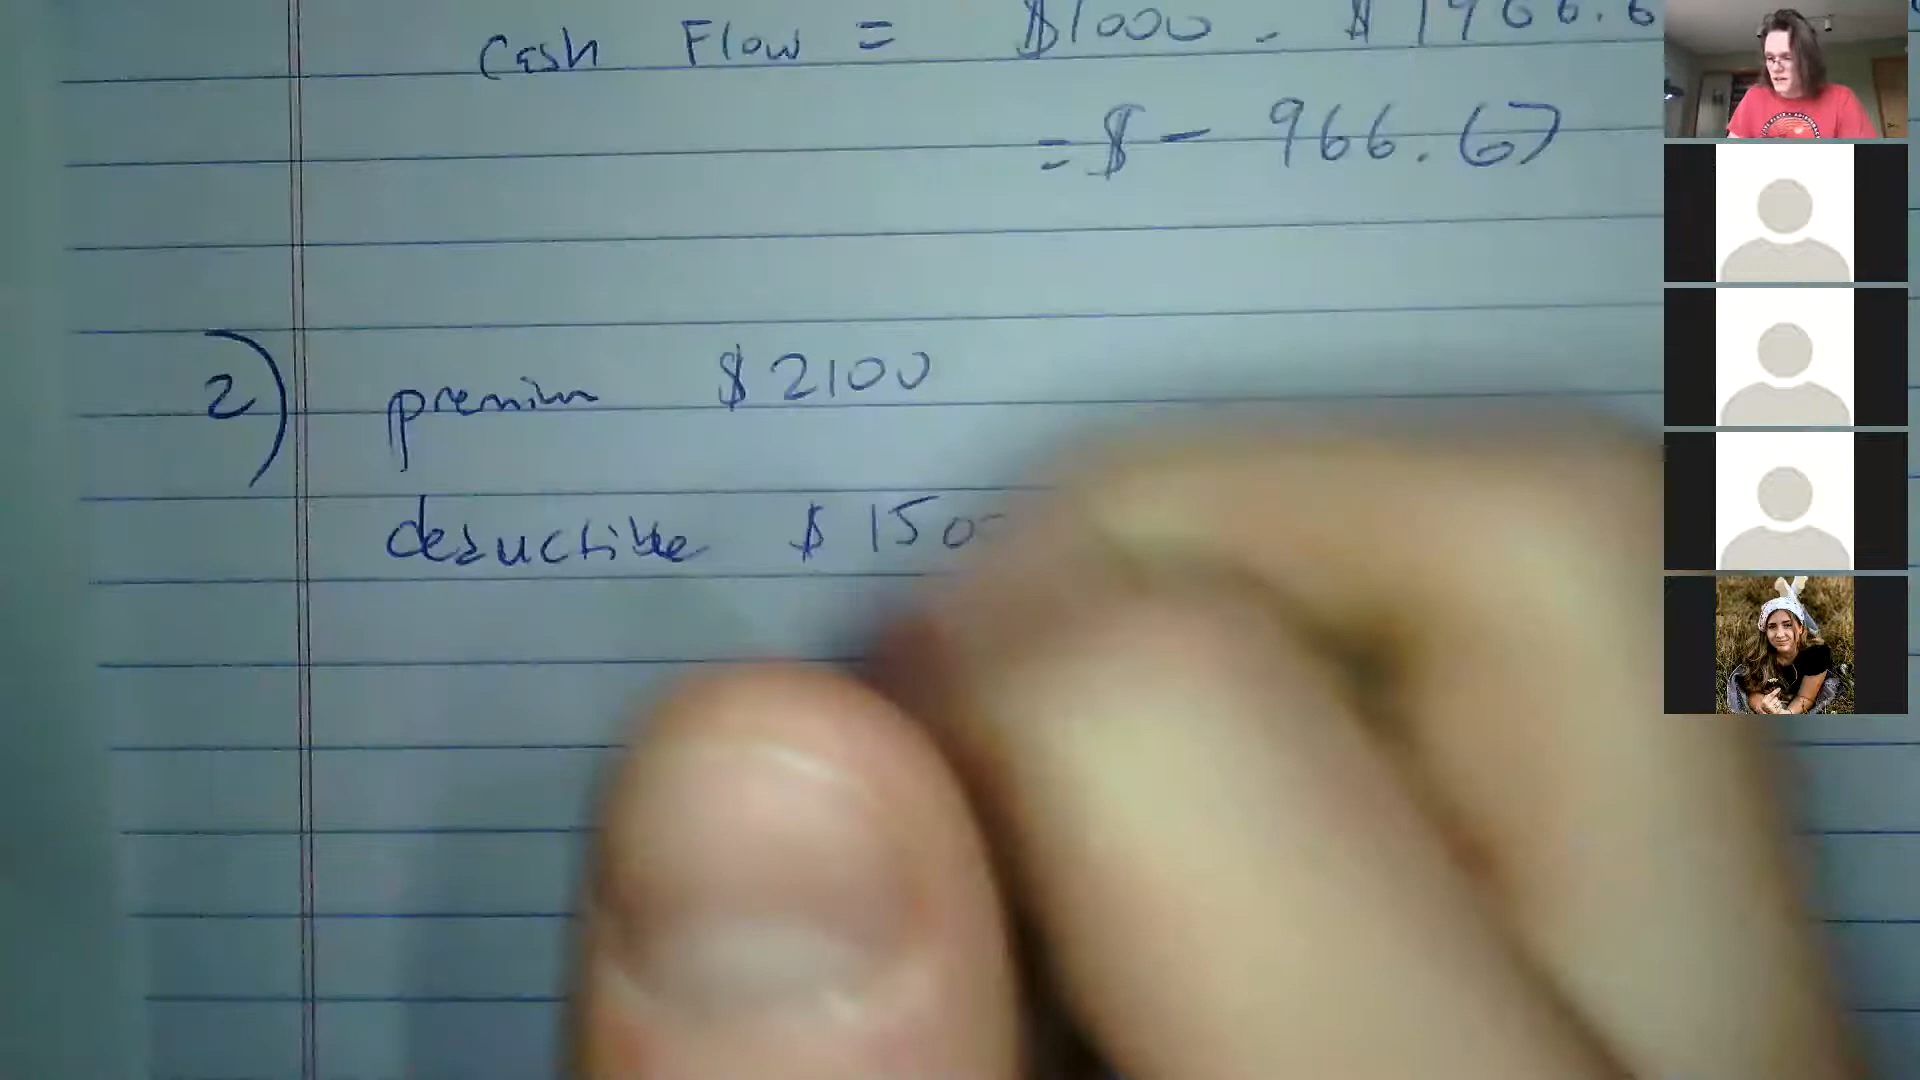 Cash Flow = $1000 - $1966.6
= $ - 966.67
2) premium $2100
deductible $ 150